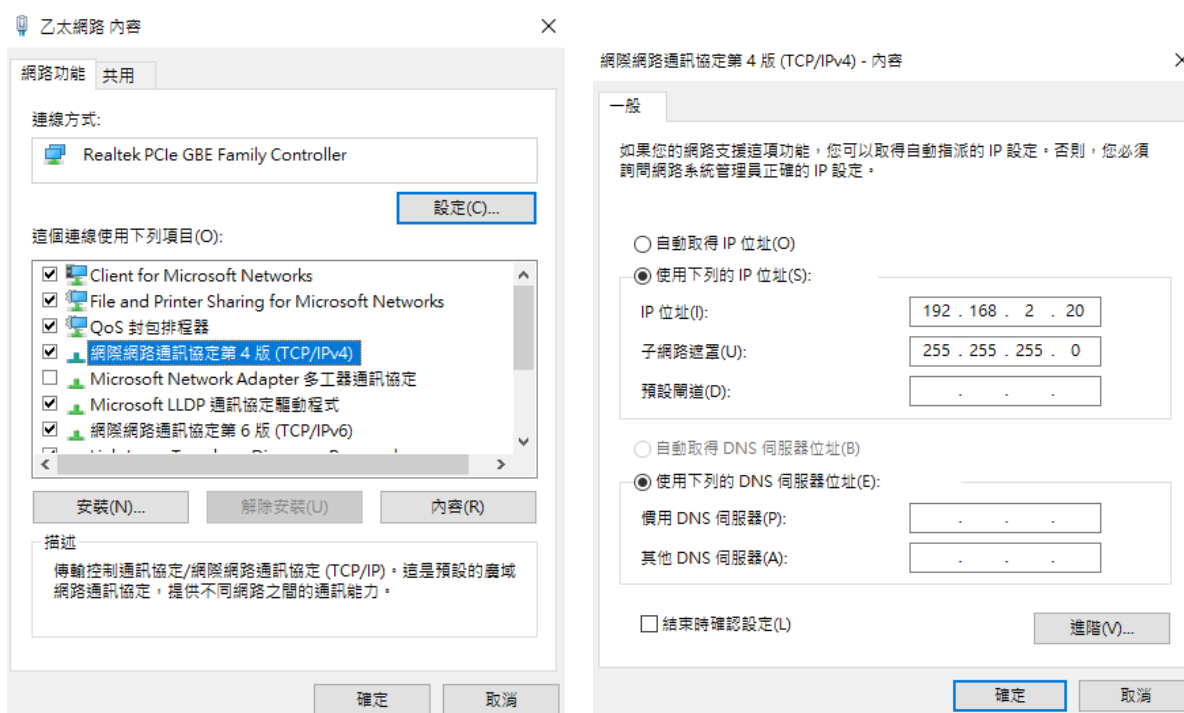 乙太網路 內容
網路功能
共用
連線方式:
Realtek PCIe GBE Family Controller
設定(C)...
這個連線使用下列項目(O):
Client for Microsoft Networks
File and Printer Sharing for Microsoft Networks
QoS 封包排程器
網際網路通訊協定第 4 版 (TCP/IPv4)
Microsoft Network Adapter 多工器通訊協定
Microsoft LLDP 通訊協定驅動程式
網際網路通訊協定第 6 版 (TCP/IPv6)
安裝(N)...
解除安裝(U)
內容(R)
描述
傳輸控制通訊協定/網際網路通訊協定 (TCP/IP)。這是預設的廣域
網路通訊協定，提供不同網路之間的通訊能力。
確定
取消
網際網路通訊協定第 4 版 (TCP/IPv4) - 內容
一般
如果您的網路支援這項功能，您可以取得自動指派的 IP 設定。否則，您必須
詢問網路系統管理員正確的 IP 設定。
自動取得 IP 位址(O)
使用下列的 IP 位址(S):
IP 位址(I):
192 . 168 . 2 . 20
子網路遮罩(U):
255 . 255 . 255 . 0
預設閘道(D):
. . .
自動取得 DNS 伺服器位址(B)
使用下列的 DNS 伺服器位址(E):
慣用 DNS 伺服器(P):
. . .
其他 DNS 伺服器(A):
. . .
結束時確認設定(L)
進階(V)...
確定
取消